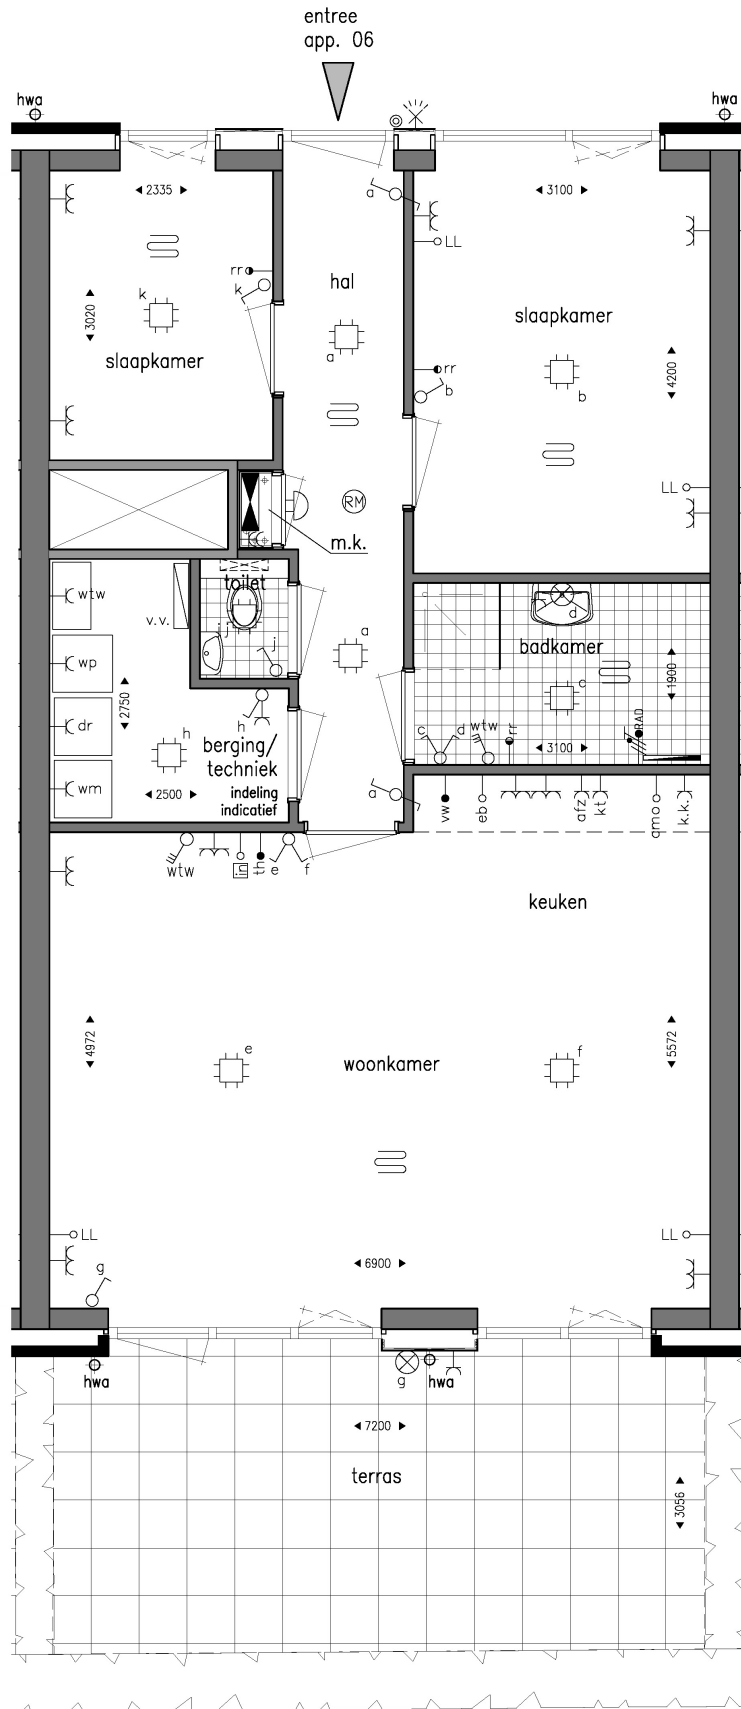 entree
app. 06
hwa
hwa
2335
3100
a
LL
rr
k
hal
k
3020
slaapkamer
slaapkamer
a
rr
b
b
4200
LL
RM
m.k.
toilet
wtw
v.v.
d
i
j
j
a
badkamer
wp
c
1900
2750
h
dr
h
berging/
techniek
c
d
wtw
rr
RAD
3100
wm
2500
indeling
indicatief
a
vw
eb
afz
kt
amo
k.k.
wtw
in
th
e
f
keuken
4972
5572
e
woonkamer
f
LL
LL
g
6900
hwa
g
hwa
7200
terras
3056